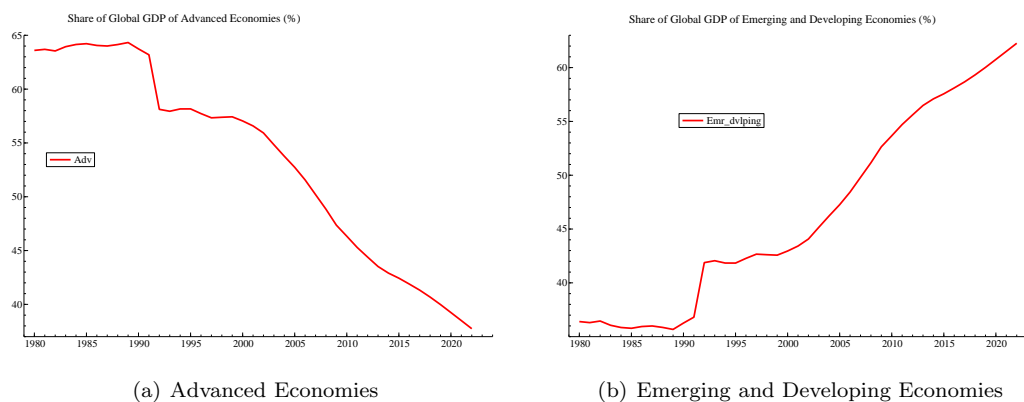 Share of Global GDP of Advanced Economies (%)
65
60
55
50
45
40
Adv
1980 1985 1990 1995 2000 2005 2010 2015 2020
(a) Advanced Economies
Share of Global GDP of Emerging and Developing Economies (%)
60
55
50
45
40
Emr_dvlping
1980 1985 1990 1995 2000 2005 2010 2015 2020
(b) Emerging and Developing Economies